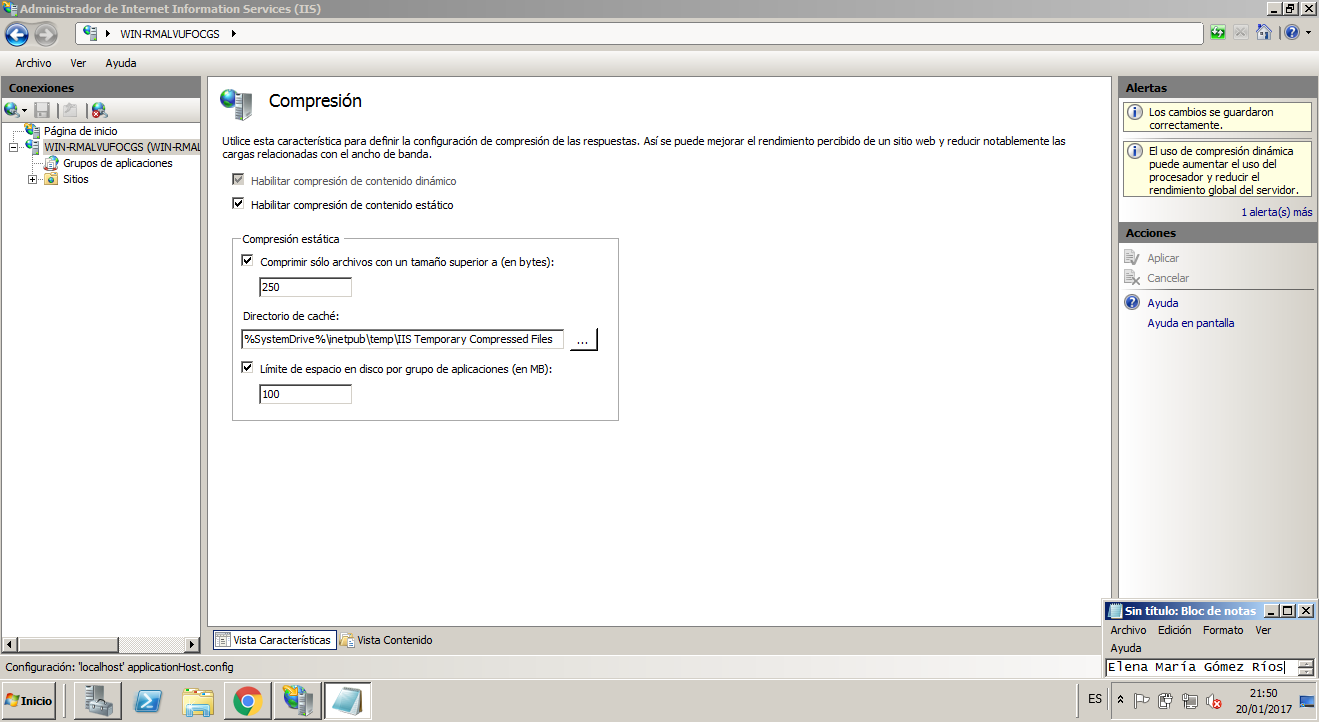 Administrador de Internet Information Services (IIS)
WIN-RMALVUFOCGS
Archivo Ver Ayuda
Conexiones
Página de inicio
WIN-RMALVUFOCGS (WIN-RMAL
Grupos de aplicaciones
Sitios
Compresión
Utilice esta característica para definir la configuración de compresión de las respuestas. Así se puede mejorar el rendimiento percibido de un sitio web y reducir notablemente las
cargas relacionadas con el ancho de banda.
Habilitar compresión de contenido dinámico
Habilitar compresión de contenido estático
Compresión estática
Comprimir sólo archivos con un tamaño superior a (en bytes):
250
Directorio de caché:
%SystemDrive%\inetpub\temp\IIS Temporary Compressed Files
...
Límite de espacio en disco por grupo de aplicaciones (en MB):
100
Vista Características Vista Contenido
Alertas
Los cambios se guardaron
correctamente.
El uso de compresión dinámica
puede aumentar el uso del
procesador y reducir el
rendimiento global del servidor.
1 alerta(s) más
Acciones
Aplicar
Cancelar
Ayuda
Ayuda en pantalla
Sin título: Bloc de notas
Archivo Edición Formato Ver
Ayuda
Elena María Gómez Ríos
Configuración: 'localhost' applicationHost.config
Inicio
ES
21:50
20/01/2017